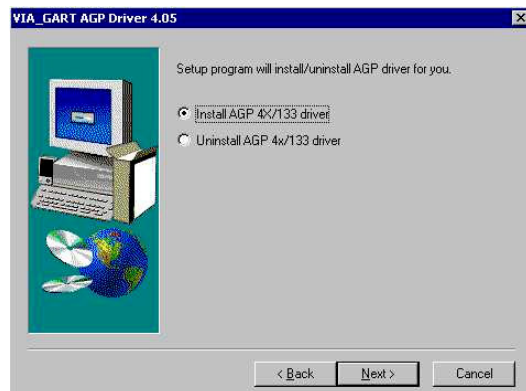 VIA_GART AGP Driver 4.05
Setup program will install/uninstall AGP driver for you.
Install AGP 4X/133 driver
Uninstall AGP 4x/133 driver
< Back
Next >
Cancel